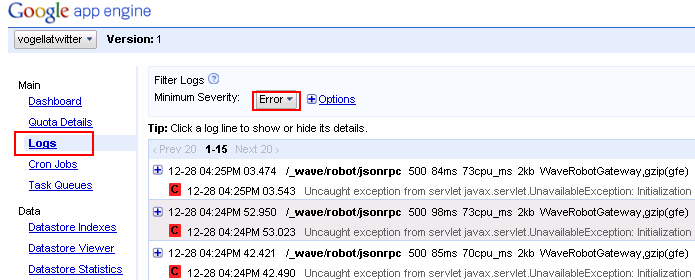 Google app engine
vogellatwitter Version: 1
Main
Dashboard
Quota Details
Logs
Cron Jobs
Task Queues
Data
Datastore Indexes
Datastore Viewer
Datastore Statistics
Filter Logs ?
Minimum Severity: Error + Options
Tip: Click a log line to show or hide its details.
‹ Prev 20 1-15 Next 20 ›
+ 12-28 04:25PM 03.474 /_wave/robot/jsonrpc 500 84ms 73cpu_ms 2kb WaveRobotGateway,gzip(gfe)
C 12-28 04:25PM 03.543 Uncaught exception from servlet javax.servlet.UnavailableException: Initialization
+ 12-28 04:24PM 52.950 /_wave/robot/jsonrpc 500 98ms 73cpu_ms 2kb WaveRobotGateway,gzip(gfe)
C 12-28 04:24PM 53.023 Uncaught exception from servlet javax.servlet.UnavailableException: Initialization
+ 12-28 04:24PM 42.421 /_wave/robot/jsonrpc 500 85ms 73cpu_ms 2kb WaveRobotGateway,gzip(gfe)
C 12-28 04:24PM 42.490 Uncaught exception from servlet javax.servlet.UnavailableException: Initialization